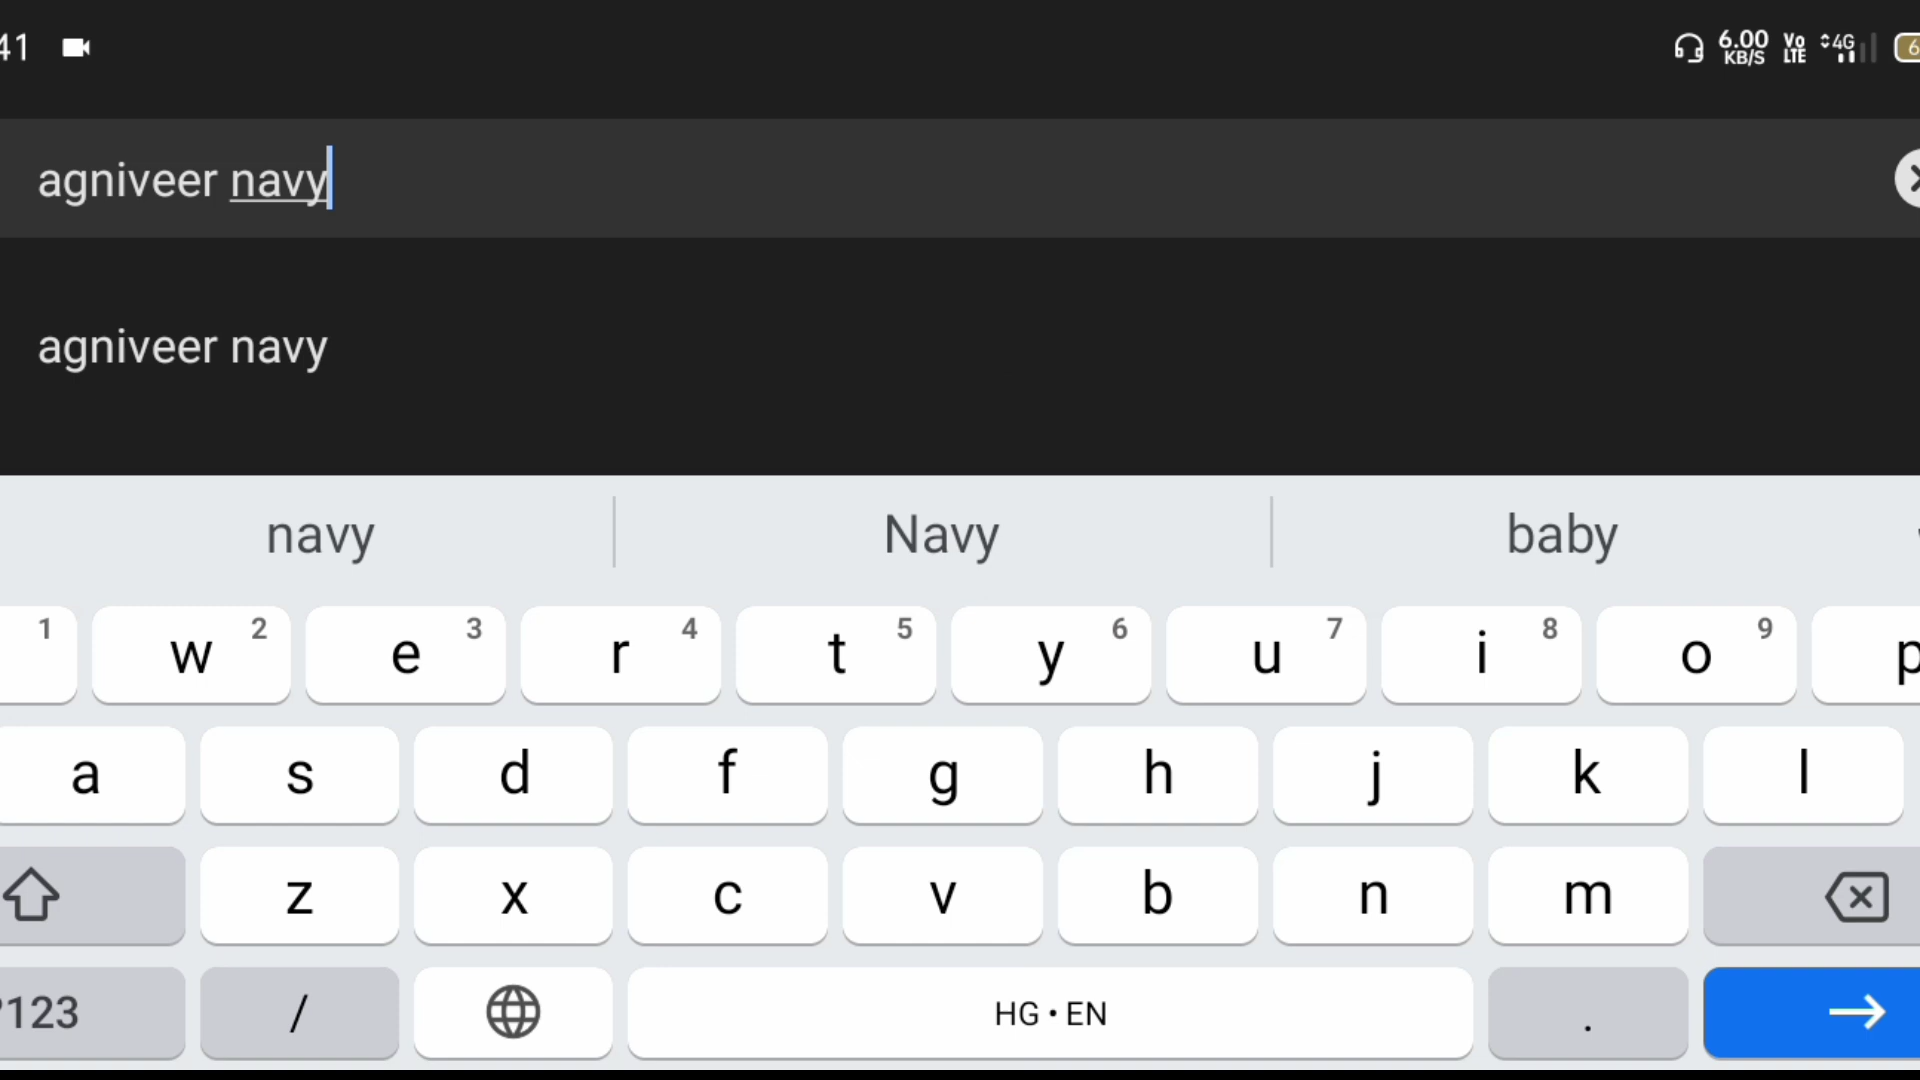 41 6.00 KB/S Vo LTE 4G 6
agniveer navy
agniveer navy
navy Navy baby
1 w 2 e 3 r 4 t 5 y 6 u 7 i 8 o 9 p
a s d f g h j k l
z x c v b n m
?123 / HG • EN .